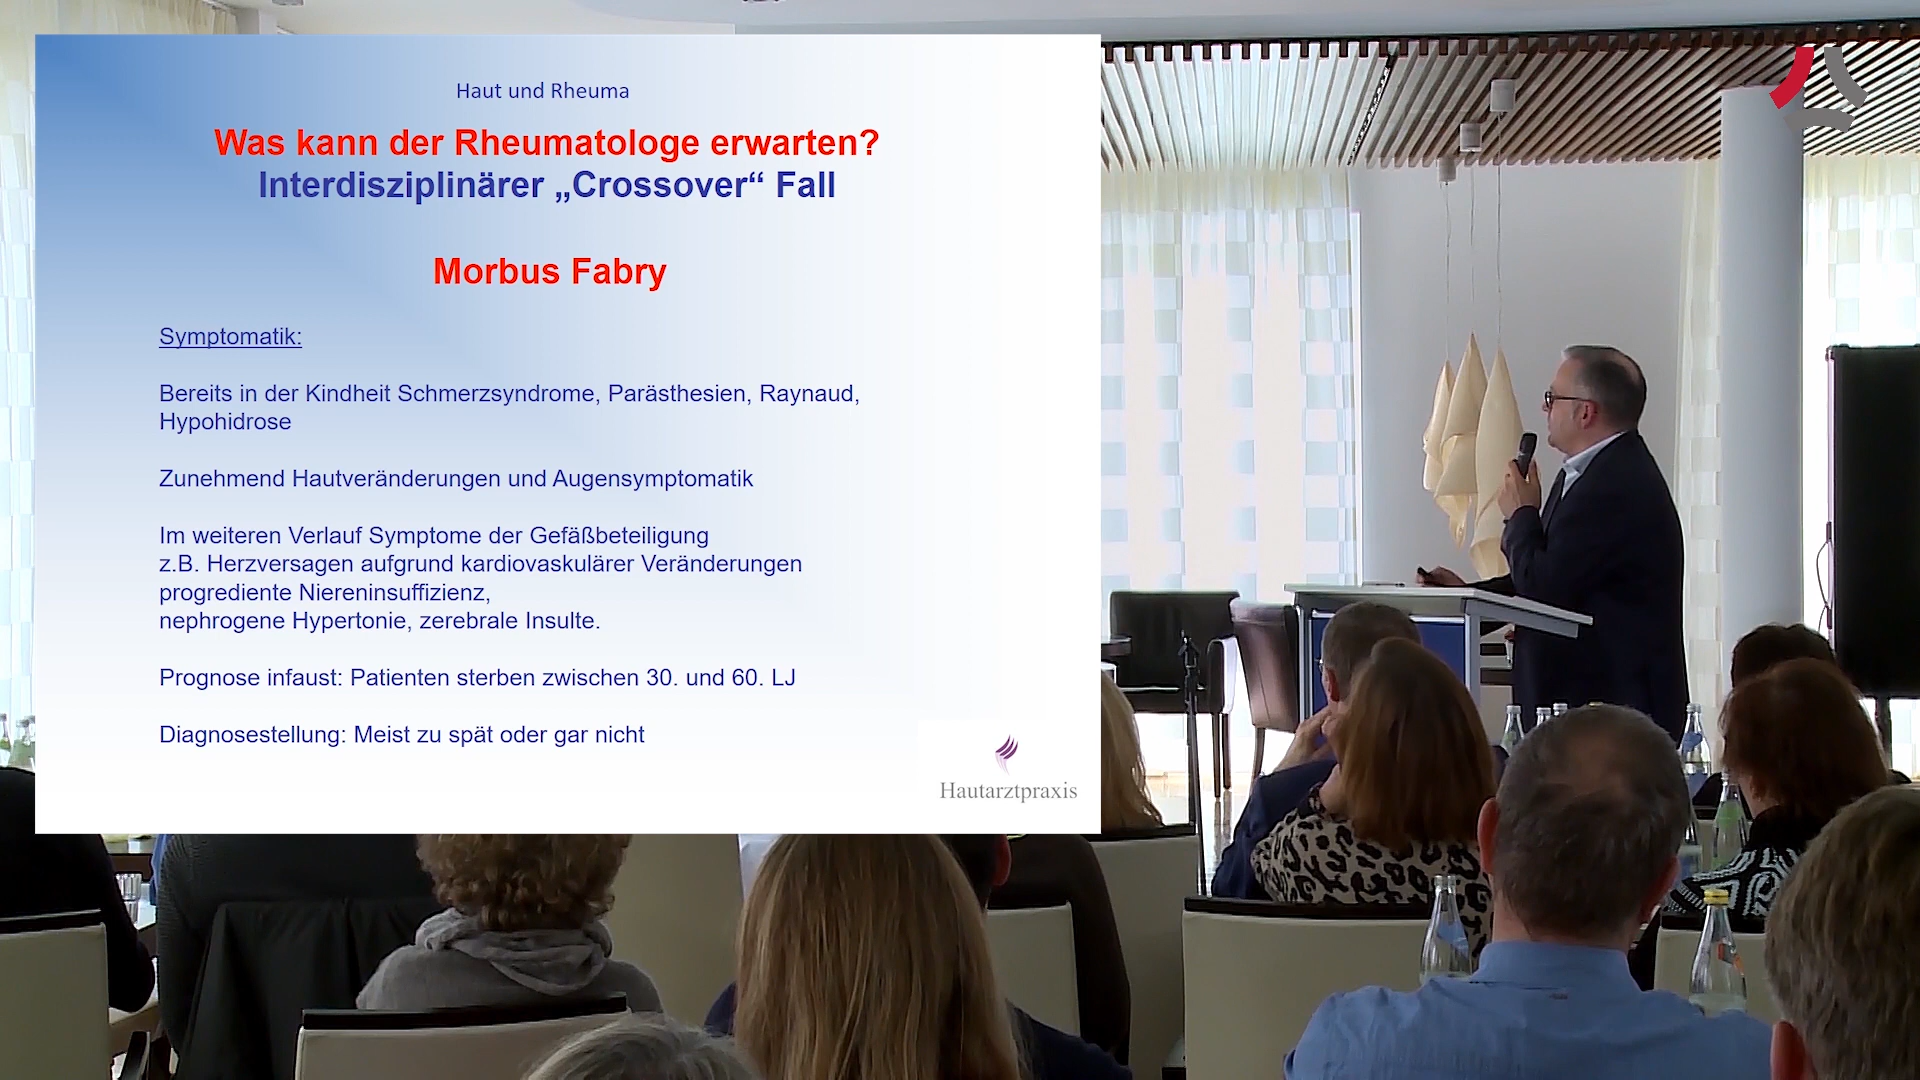 Haut und Rheuma
Was kann der Rheumatologe erwarten?
Interdisziplinärer „Crossover“ Fall
Morbus Fabry
Symptomatik:
Bereits in der Kindheit Schmerzsyndrome, Parästhesien, Raynaud,
Hypohidrose
Zunehmend Hautveränderungen und Augensymptomatik
Im weiteren Verlauf Symptome der Gefäßbeteiligung
z.B. Herzversagen aufgrund kardiovaskulärer Veränderungen
progrediente Niereninsuffizienz,
nephrogene Hypertonie, zerebrale Insulte.
Prognose infaust: Patienten sterben zwischen 30. und 60. LJ
Diagnosestellung: Meist zu spät oder gar nicht
Hautarztpraxis